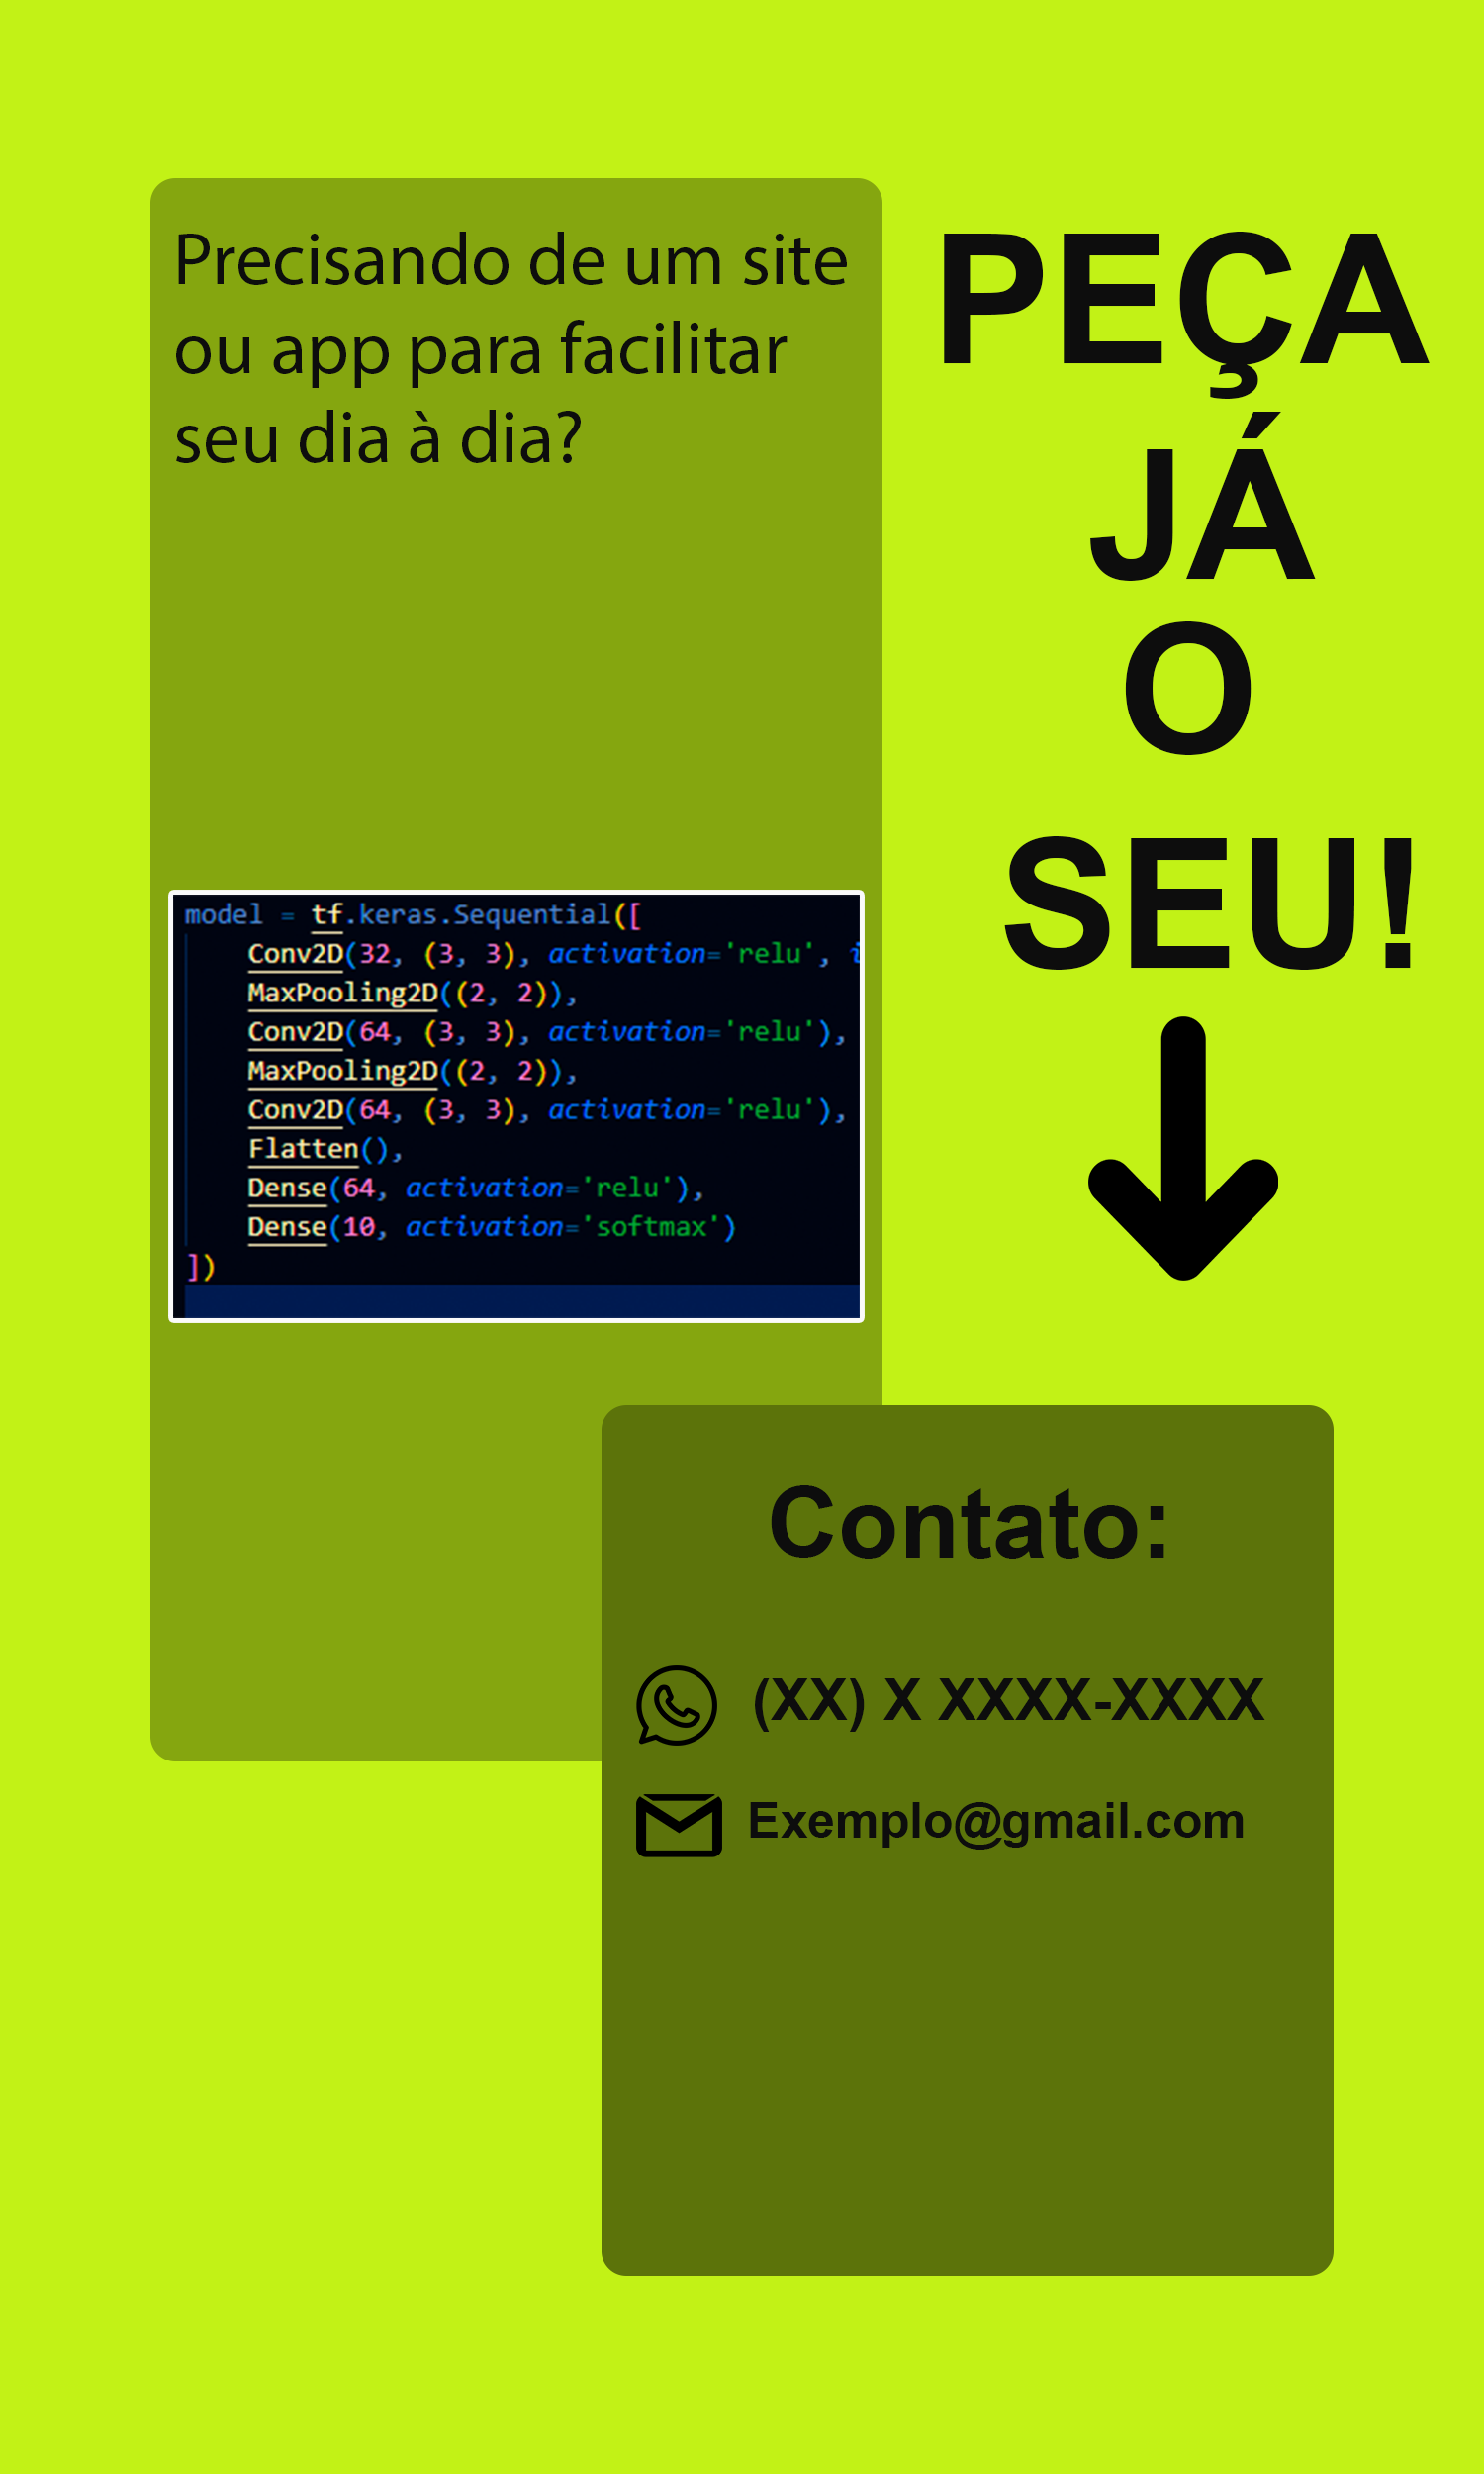 Precisando de um site
ou app para facilitar
seu dia à dia?
PEÇA
JÁ
O
SEU!
model = tf.keras.Sequential([
    Conv2D(32, (3, 3), activation='relu', i
    MaxPooling2D((2, 2)),
    Conv2D(64, (3, 3), activation='relu'),
    MaxPooling2D((2, 2)),
    Conv2D(64, (3, 3), activation='relu'),
    Flatten(),
    Dense(64, activation='relu'),
    Dense(10, activation='softmax')
])
Contato:
(XX) X XXXX-XXXX
Exemplo@gmail.com